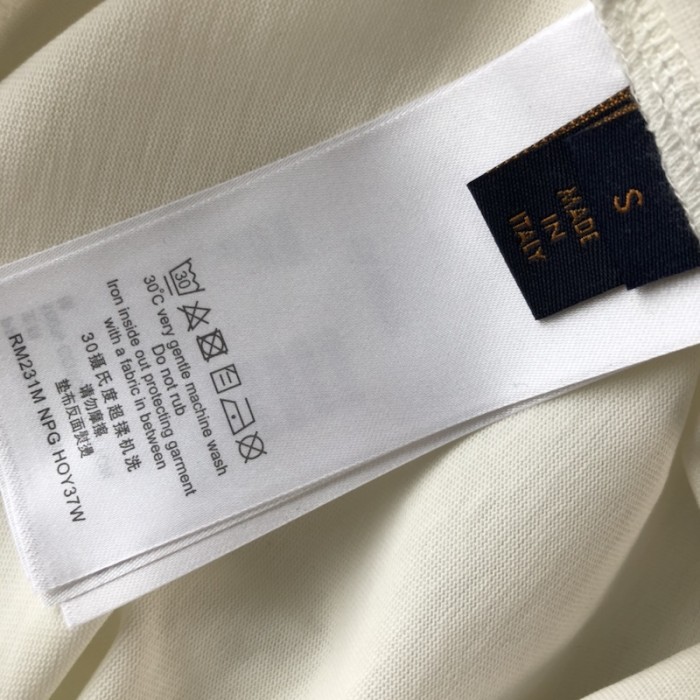 S
MADE
IN
ITALY
30
30°C very gentle machine wash
Do not rub
Iron inside out protecting garment
with a fabric in between
30摄氏度超揉机洗
请勿摩擦
垫布反面熨烫
RM231M NPG HOY37W